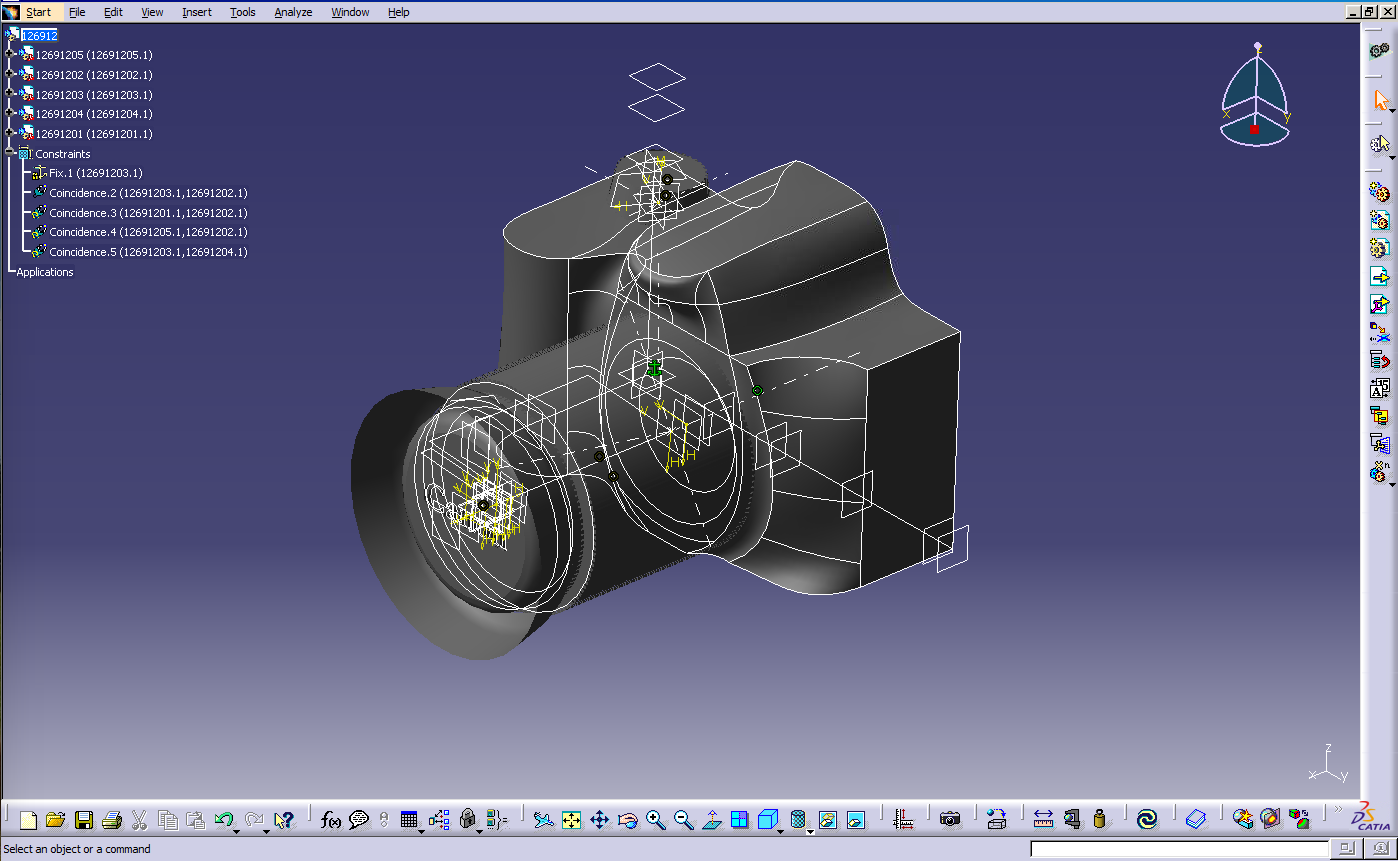 Start File Edit View Insert Tools Analyze Window Help
126912
12691205 (12691205.1)
12691202 (12691202.1)
12691203 (12691203.1)
12691204 (12691204.1)
12691201 (12691201.1)
Constraints
Fix.1 (12691203.1)
Coincidence.2 (12691203.1,12691202.1)
Coincidence.3 (12691201.1,12691202.1)
Coincidence.4 (12691205.1,12691202.1)
Coincidence.5 (12691203.1,12691204.1)
Applications
z
x y
x y
V
H
V V
H H
f(x)
CATIA
Select an object or a command